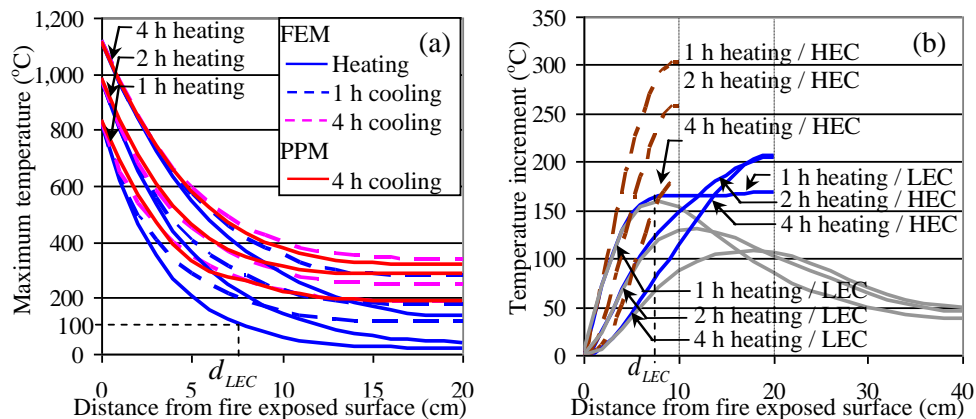 1,200
1,000
800
600
400
200
100
0
Maximum temperature (°C)
4 h heating
2 h heating
1 h heating
(a)
FEM
Heating
1 h cooling
4 h cooling
PPM
4 h cooling
0
5
10
15
20
d_LEC
Distance from fire exposed surface (cm)
350
300
250
200
150
100
50
0
Temperature increment (°C)
(b)
1 h heating / HEC
2 h heating / HEC
4 h heating / HEC
1 h heating / LEC
2 h heating / HEC
4 h heating / HEC
1 h heating / LEC
2 h heating / LEC
4 h heating / LEC
0
10
20
30
40
d_LEC
Distance from fire exposed surface (cm)